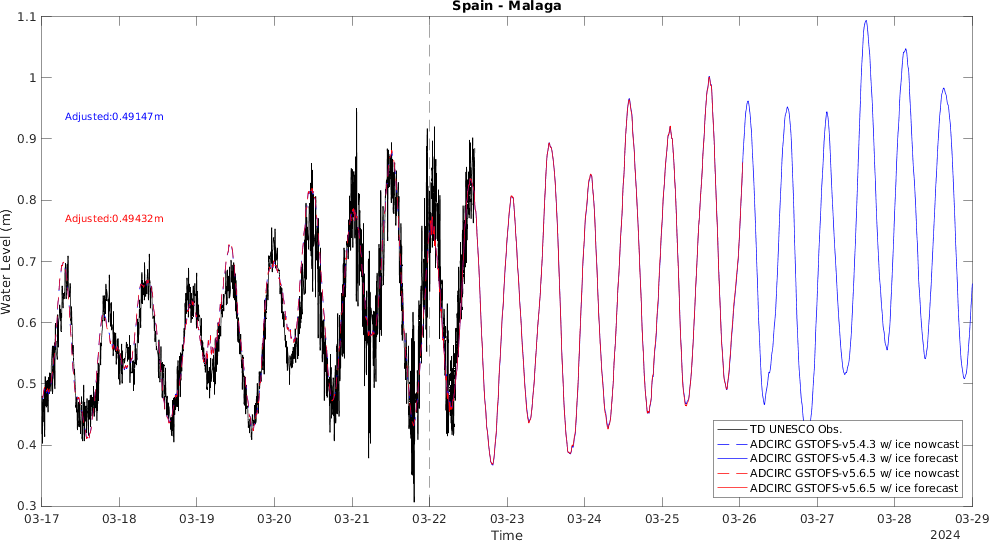 Spain - Malaga
1.1
1
0.9
0.8
0.7
0.6
0.5
0.4
0.3
Water Level (m)
Adjusted:0.49147m
Adjusted:0.49432m
TD UNESCO Obs.
ADCIRC GSTOFS-v5.4.3 w/ ice nowcast
ADCIRC GSTOFS-v5.4.3 w/ ice forecast
ADCIRC GSTOFS-v5.6.5 w/ ice nowcast
ADCIRC GSTOFS-v5.6.5 w/ ice forecast
03-17 03-18 03-19 03-20 03-21 03-22 03-23 03-24 03-25 03-26 03-27 03-28 03-29
Time
2024